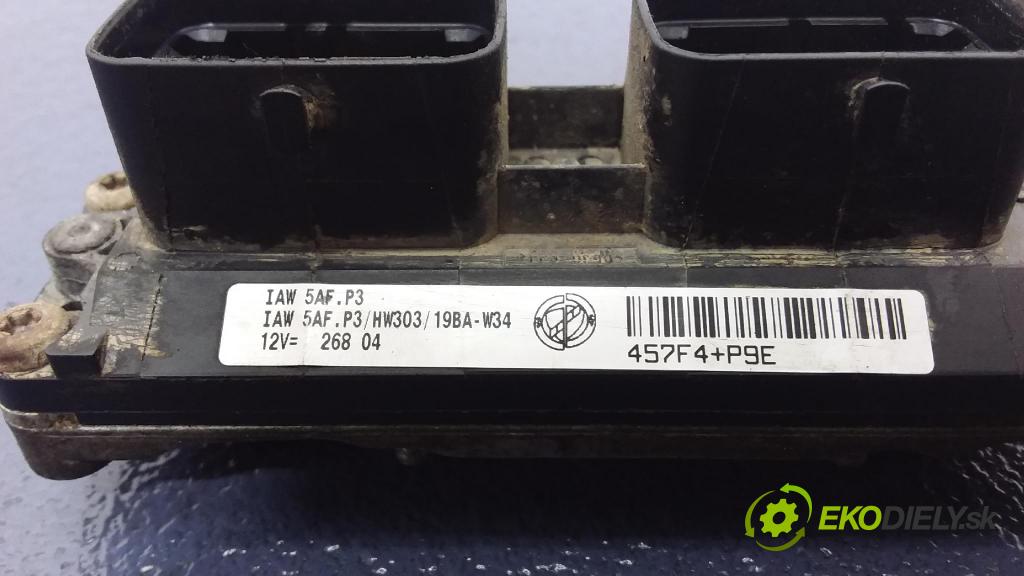 IAW 5AF.P3
IAW 5AF.P3/HW303/19BA-W34
12V= 268 04
457F4+P9E
EKODIELY.sk